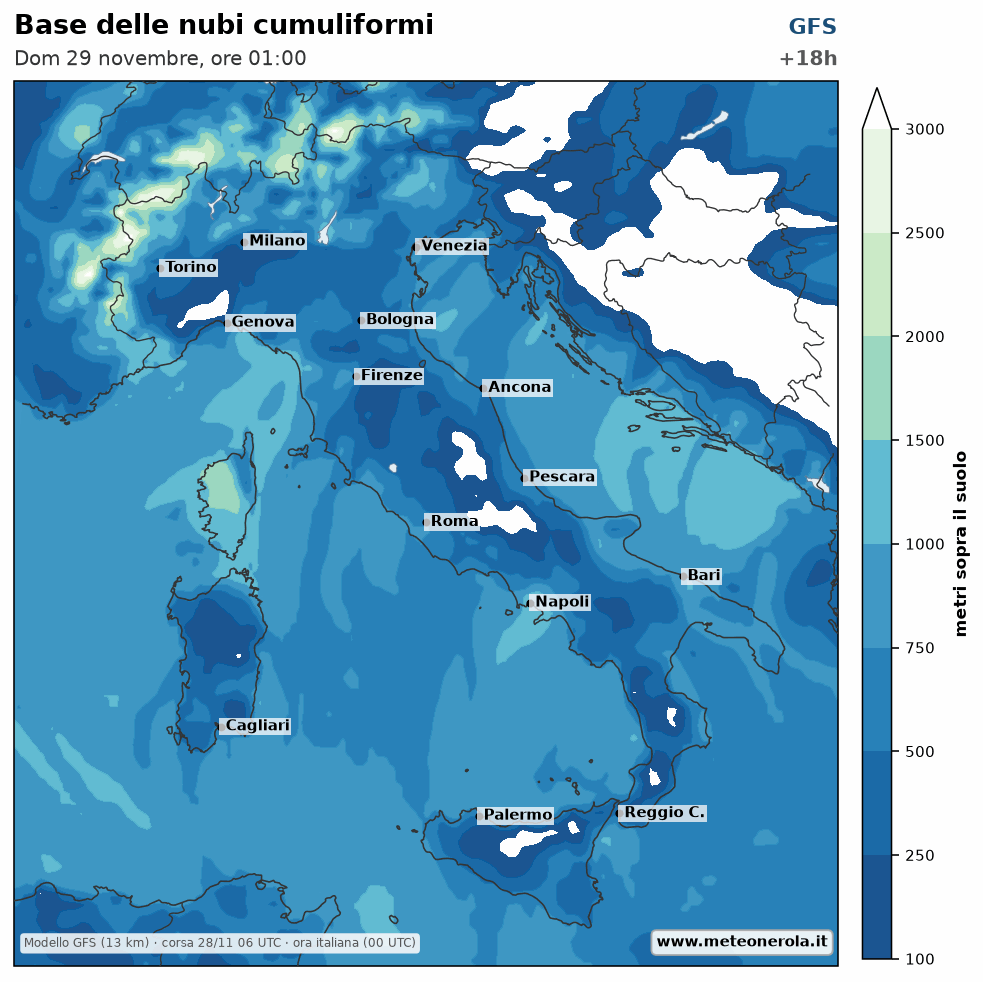 Base delle nubi cumuliformi
GFS
Dom 29 novembre, ore 01:00
+18h
Milano
Venezia
Torino
Genova
Bologna
Firenze
Ancona
Pescara
Roma
Bari
Napoli
Cagliari
Palermo
Reggio C.
3000
2500
2000
1500
1000
750
500
250
100
metri sopra il suolo
Modello GFS (13 km) · corsa 28/11 06 UTC · ora italiana (00 UTC)
www.meteonerola.it